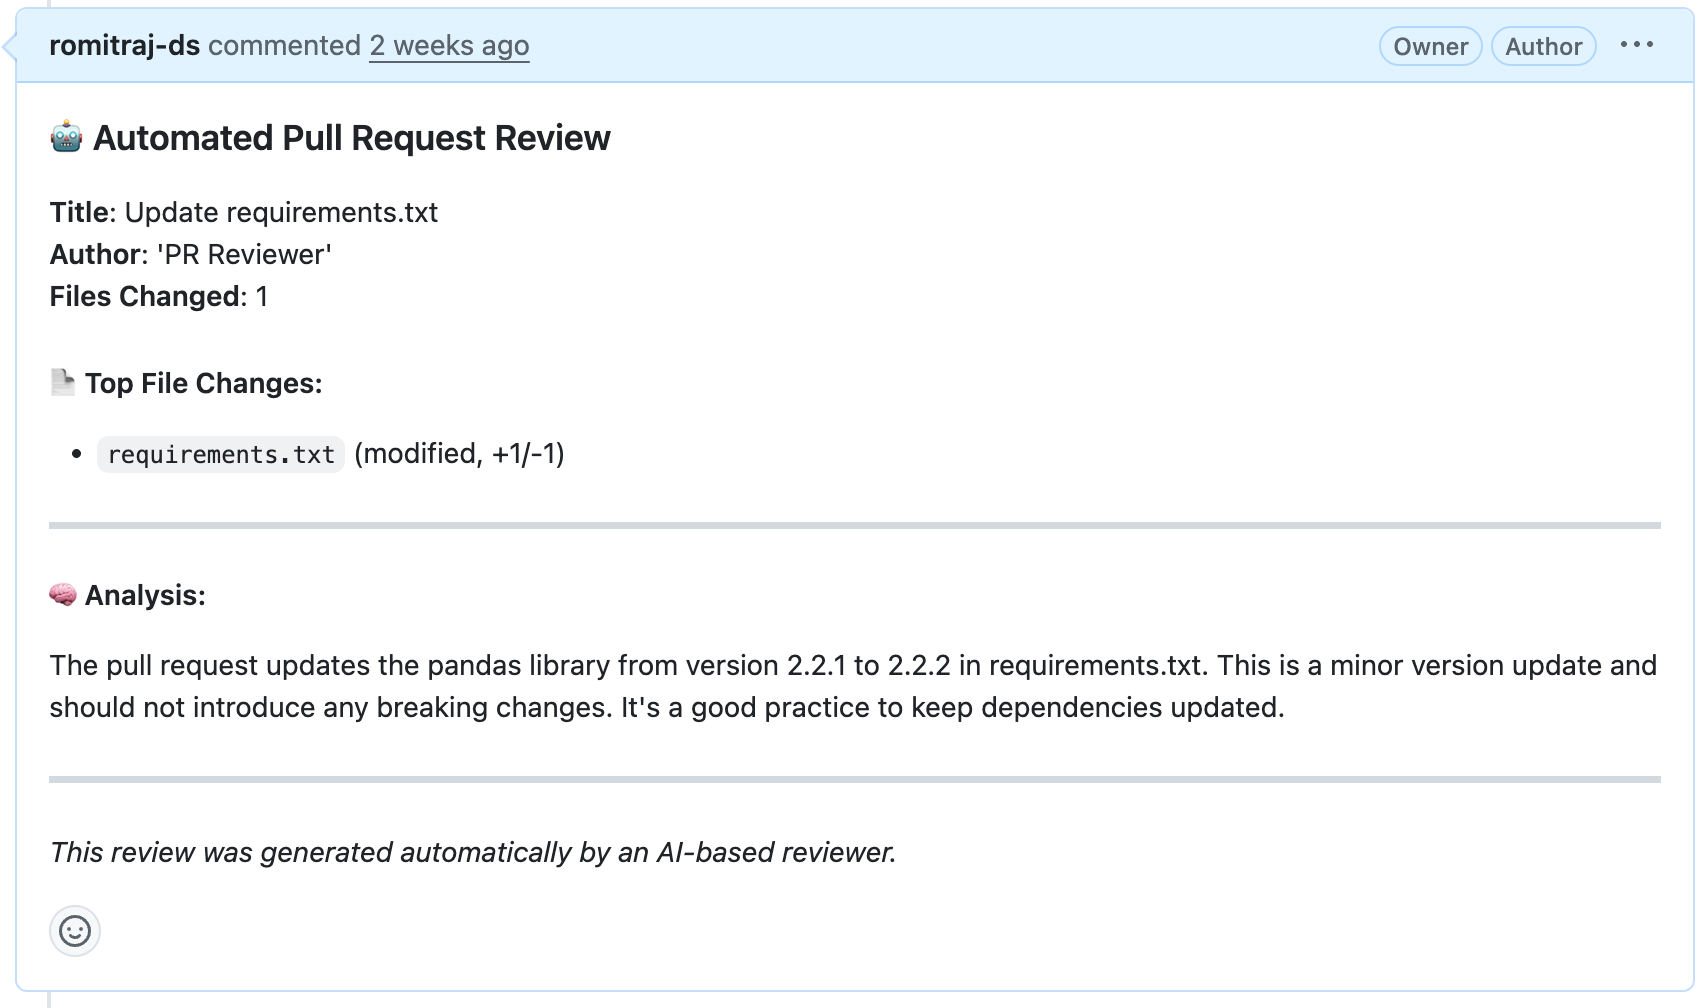 romitraj-ds commented 2 weeks ago Owner Author
Automated Pull Request Review
Title: Update requirements.txt
Author: 'PR Reviewer'
Files Changed: 1
Top File Changes:
• requirements.txt (modified, +1/-1)
Analysis:
The pull request updates the pandas library from version 2.2.1 to 2.2.2 in requirements.txt. This is a minor version update and
should not introduce any breaking changes. It's a good practice to keep dependencies updated.
This review was generated automatically by an AI-based reviewer.